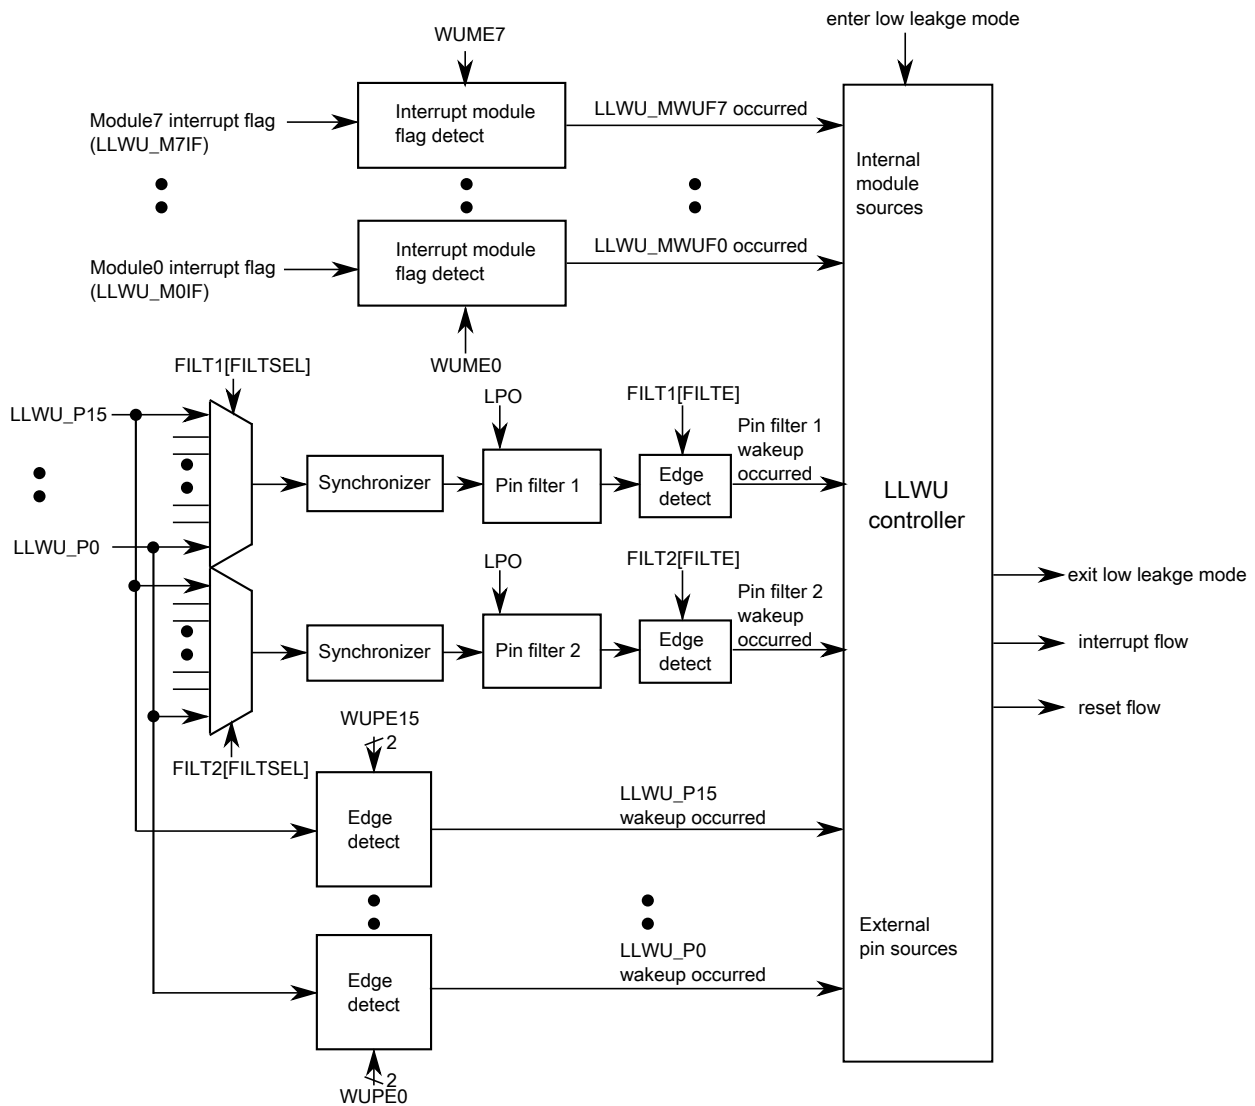 enter low leakge mode
WUME7
Module7 interrupt flag
(LLWU_M7IF)
Interrupt module
flag detect
LLWU_MWUF7 occurred
Internal
module
sources
Module0 interrupt flag
(LLWU_M0IF)
Interrupt module
flag detect
LLWU_MWUF0 occurred
WUME0
FILT1[FILTSEL]
LLWU_P15
LLWU_P0
Synchronizer
LPO
Pin filter 1
FILT1[FILTE]
Edge
detect
Pin filter 1
wakeup
occurred
LLWU
controller
Synchronizer
LPO
Pin filter 2
FILT2[FILTE]
Edge
detect
Pin filter 2
wakeup
occurred
exit low leakge mode
interrupt flow
reset flow
FILT2[FILTSEL]
WUPE15
2
Edge
detect
LLWU_P15
wakeup occurred
External
pin sources
Edge
detect
LLWU_P0
wakeup occurred
2
WUPE0